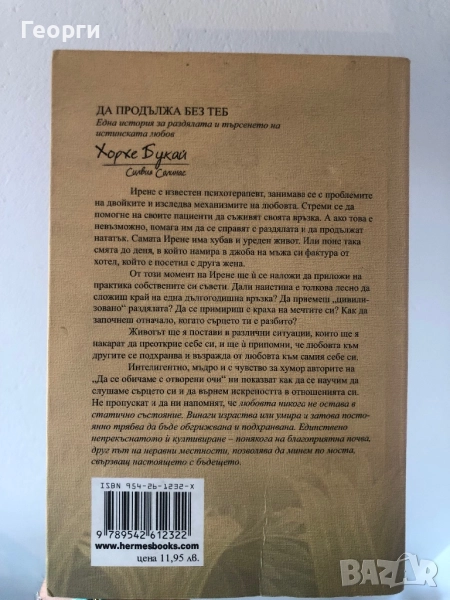 Георги
ДА ПРОДЪЛЖА БЕЗ ТЕБ
Една история за раздялата и търсенето на
истинската любов
Хорхе Букай
Силвия Салинас
Ирене е известен психотерапевт, занимава се с проблемите
на двойките и изследва механизмите на любовта. Стреми се да
помогне на своите пациенти да съживят своята връзка. А ако това е
невъзможно, помага им да се справят с раздялата и да продължат
нататък. Самата Ирене има хубав и уреден живот. Или поне така
смята до деня, в който намира в джоба на мъжа си фактура от
хотел, който е посетил с друга жена.
От този момент на Ирене ще ѝ се наложи да приложи на
практика собствените си съвети. Дали наистина е толкова лесно да
сложиш край на една дългогодишна връзка? Да приемеш „цивили-
зовано“ раздялата? Да се примириш с краха на мечтите си? Как да
започнеш отначало, когато сърцето ти е разбито?
Животът ще я постави в различни ситуации, които ще я
накарат да преоткрие себе си, и ще ѝ припомни, че любовта към
другите се подхранва и възражда от любовта към самия себе си.
Интелигентно, мъдро и с чувство за хумор авторите на
„Да се обичаме с отворени очи“ ни показват как да се научим да
слушаме сърцето си и да върнем искреността в отношенията си.
Не пропускат и да ни напомнят, че любовта никога не остава в
статично състояние. Винаги израства или умира и затова посто-
янно трябва да бъде обгрижвана и подхранвана. Единствено
непрекъснатото ѝ култивиране – понякога на благоприятна почва,
друг път на неравни местности, позволява да минем по моста,
свързващ настоящето с бъдещето.
ISBN 954-26-1232-X
9 789542 612322
www.hermesbooks.com
цена 11,95 лв.
BAZAR